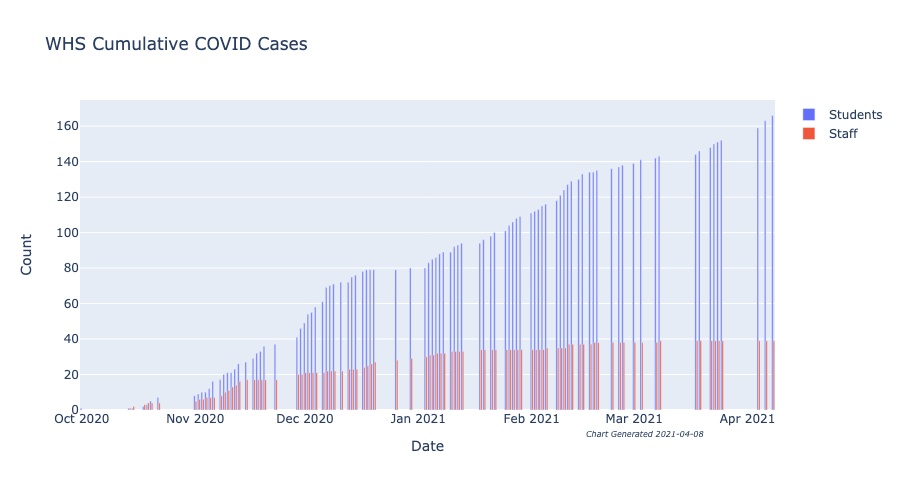 WHS Cumulative COVID Cases
Students
Staff
160
140
120
100
80
60
40
20
0
Count
Oct 2020 Nov 2020 Dec 2020 Jan 2021 Feb 2021 Mar 2021 Apr 2021
Chart Generated 2021-04-08
Date